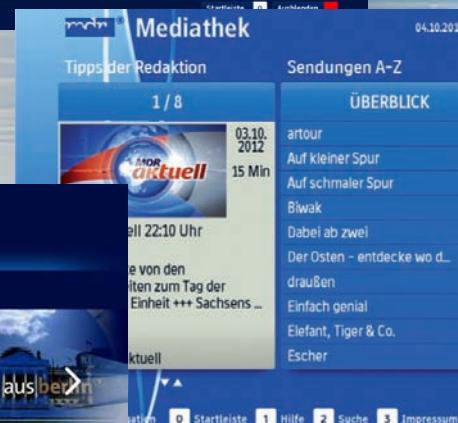 Startleiste 0 Ausblenden
mdr Mediathek
04.10.201
Tipps der Redaktion
Sendungen A-Z
1/8
ÜBERBLICK
MDR aktuell
03.10.
2012
15 Min
ell 22:10 Uhr
e von den
iten zum Tag der
Einheit +++ Sachsens ...
ktuell
artour
Auf kleiner Spur
Auf schmaler Spur
Biwak
Dabei ab zwei
Der Osten - entdecke wo d...
draußen
Einfach genial
Elefant, Tiger & Co.
Escher
aus berlin
ation 0 Startleiste 1 Hilfe 2 Suche 3 Impressum